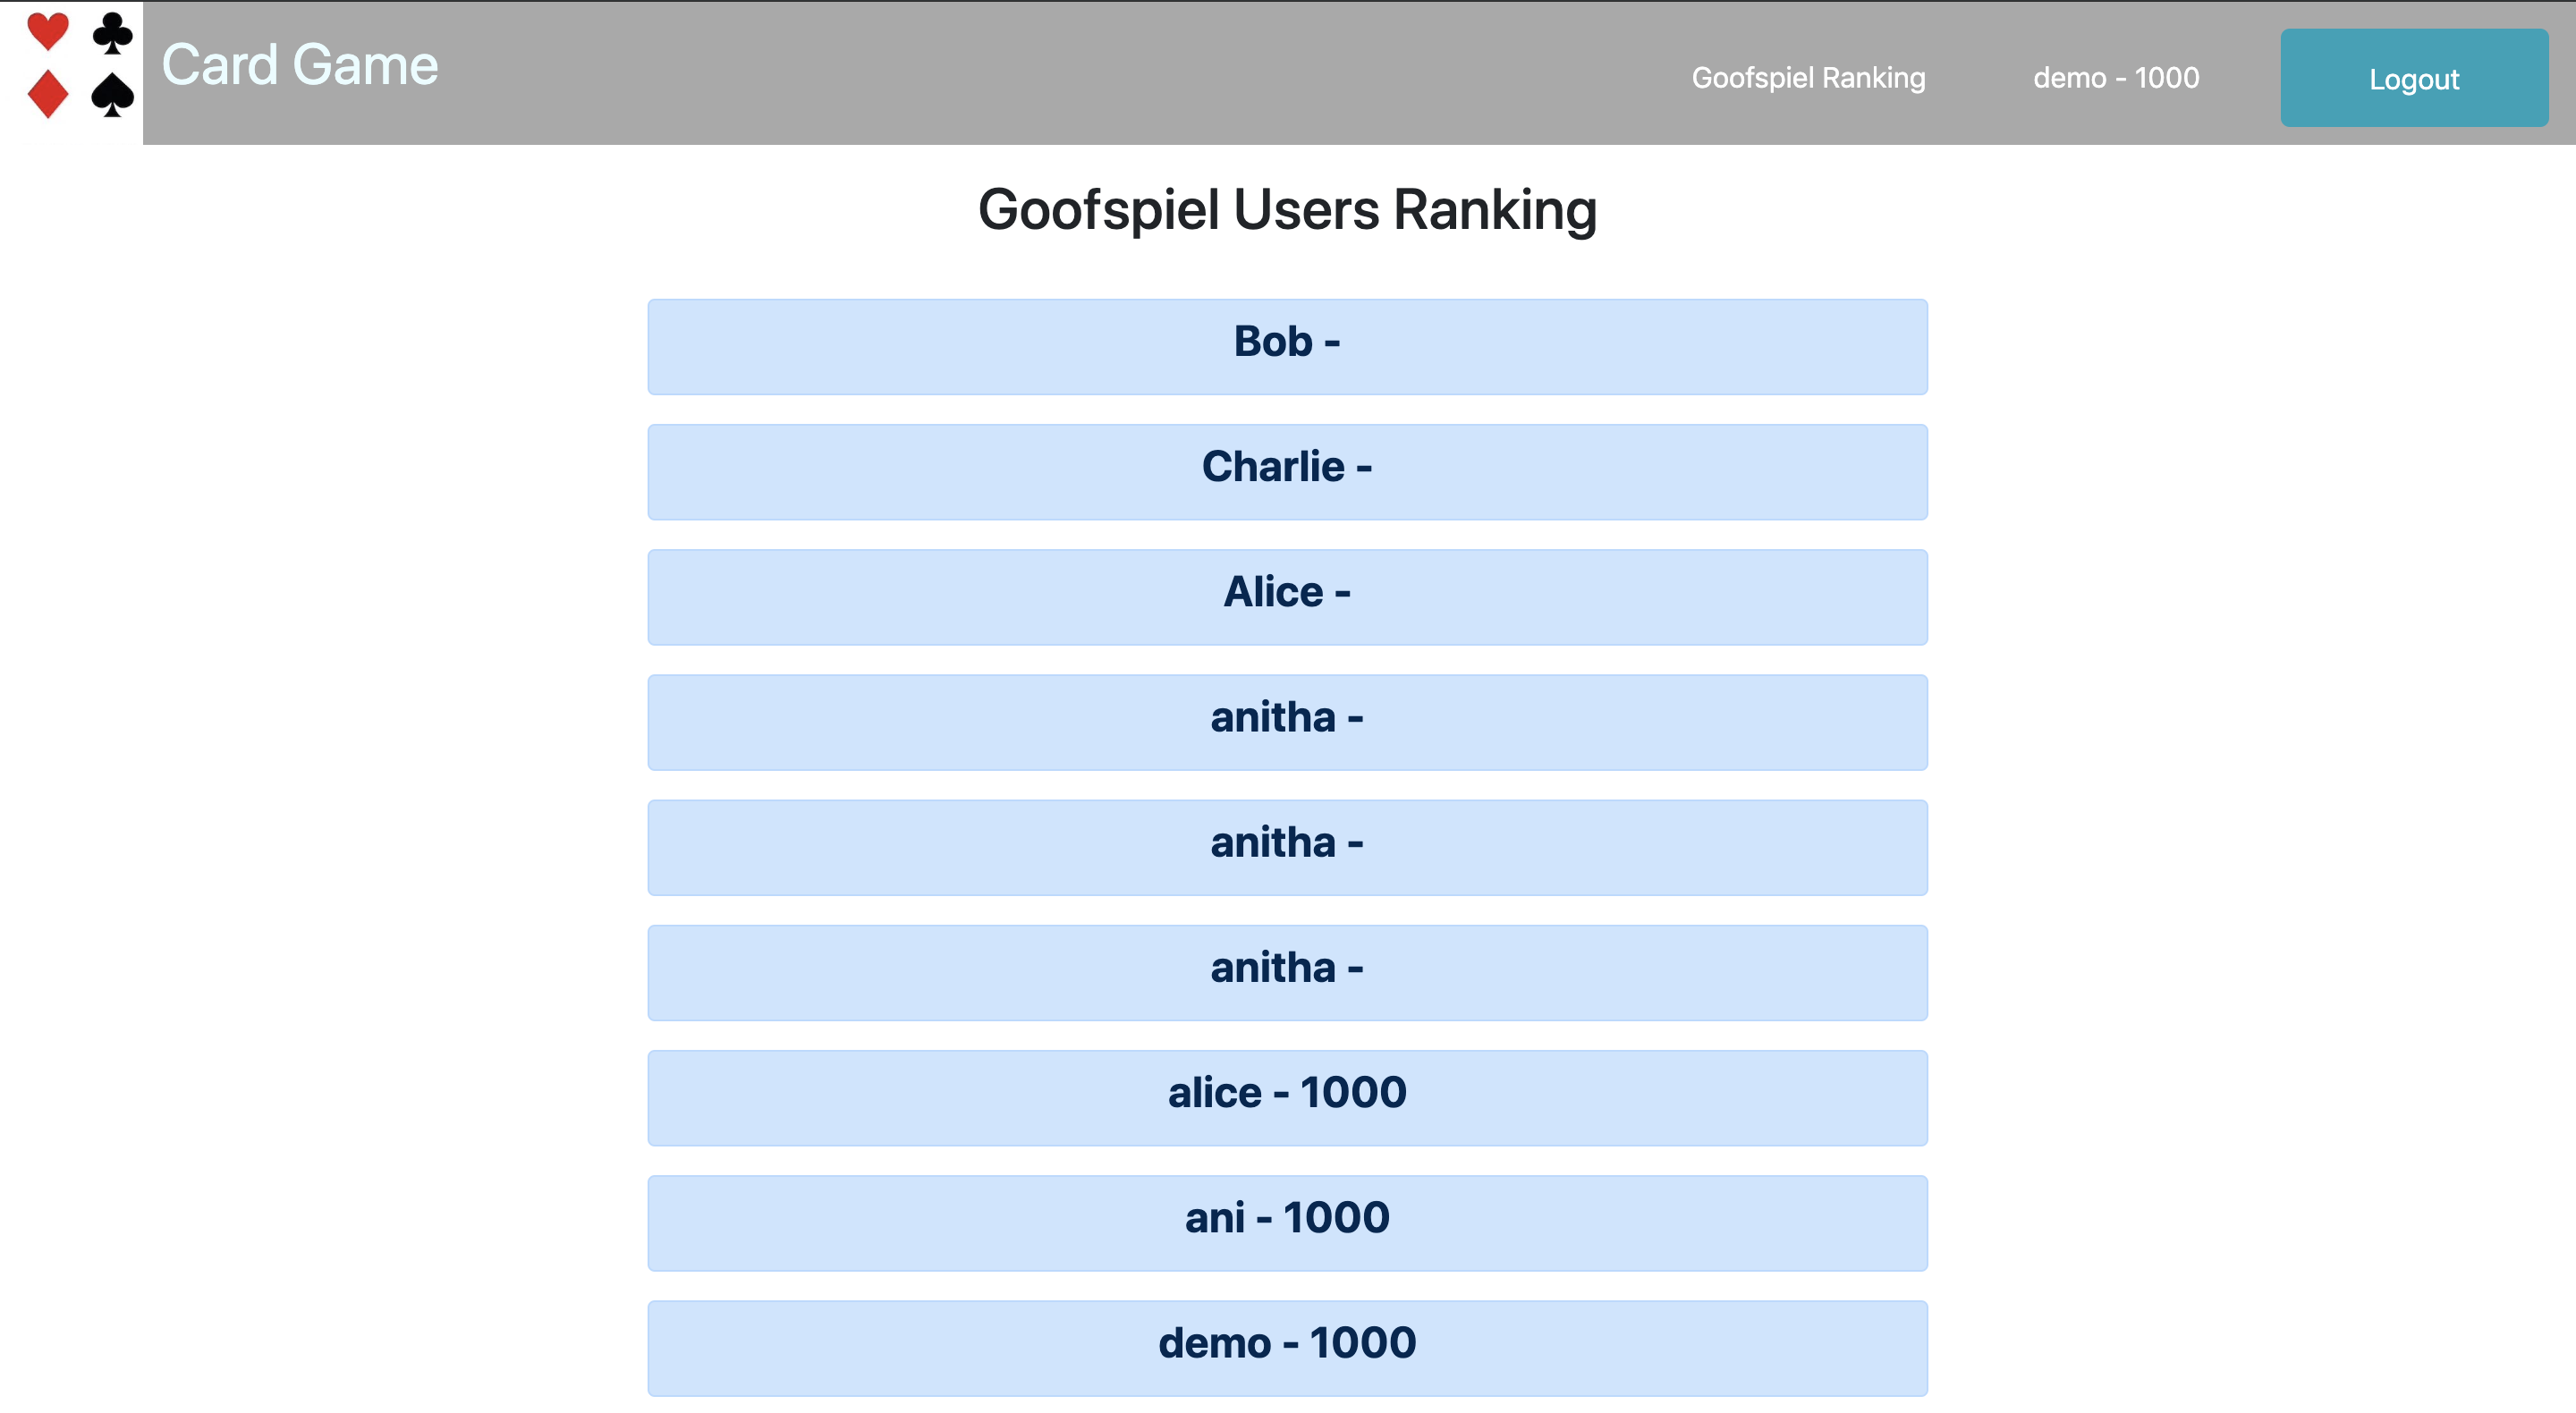 Card Game
Goofspiel Ranking
demo - 1000
Logout
Goofspiel Users Ranking
Bob -
Charlie -
Alice -
anitha -
anitha -
anitha -
alice - 1000
ani - 1000
demo - 1000